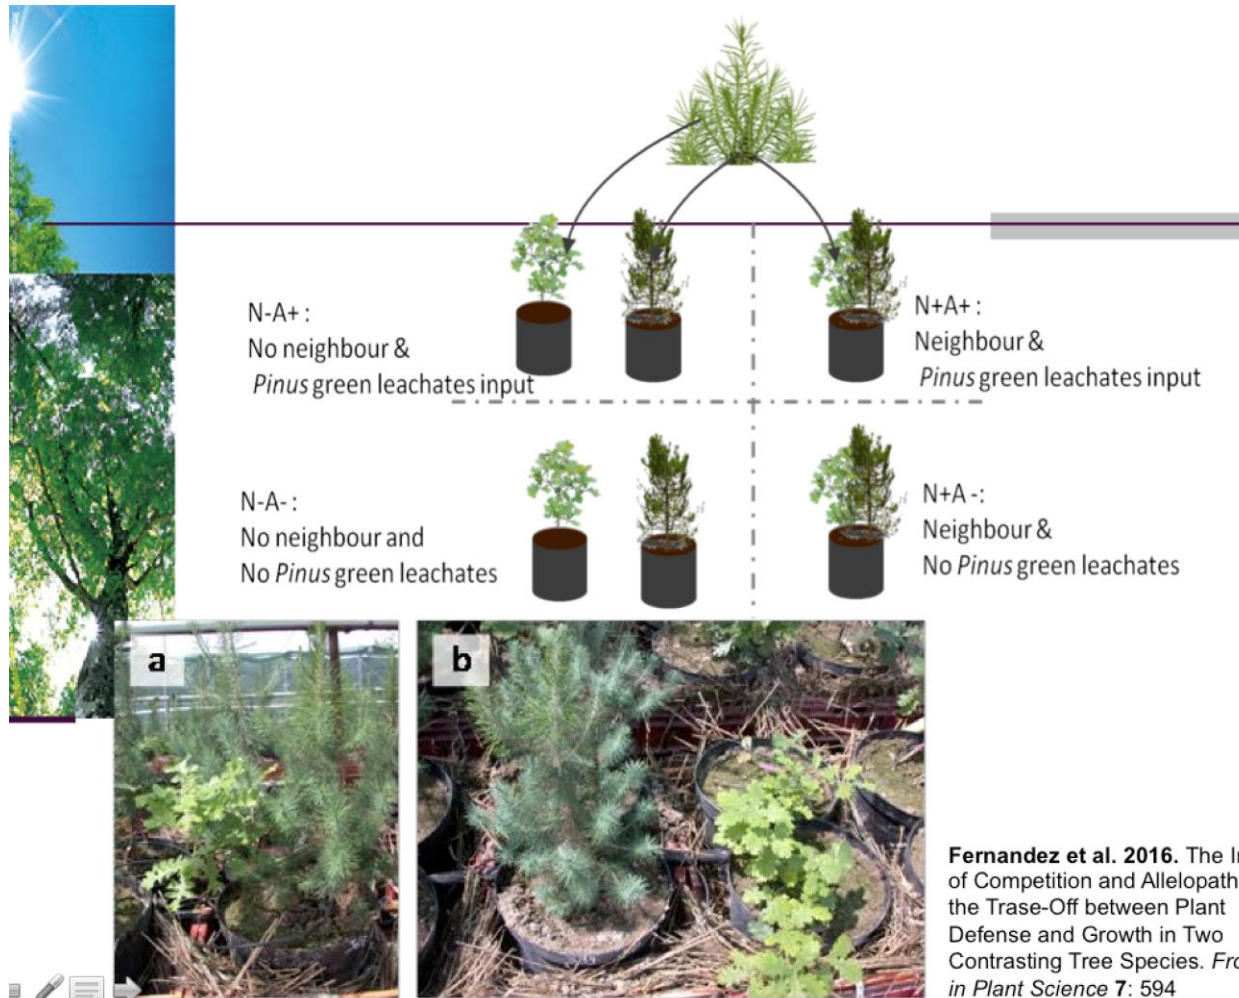 N-A+ :
No neighbour &
Pinus green leachates input
N+A+ :
Neighbour &
Pinus green leachates input
N-A- :
No neighbour and
No Pinus green leachates
N+A -:
Neighbour &
No Pinus green leachates
a
b
Fernandez et al. 2016. The
of Competition and
the Trase-Off between Plant
Defense and Growth in Two
Contrasting Tree Species.
in Plant Science 7: 594